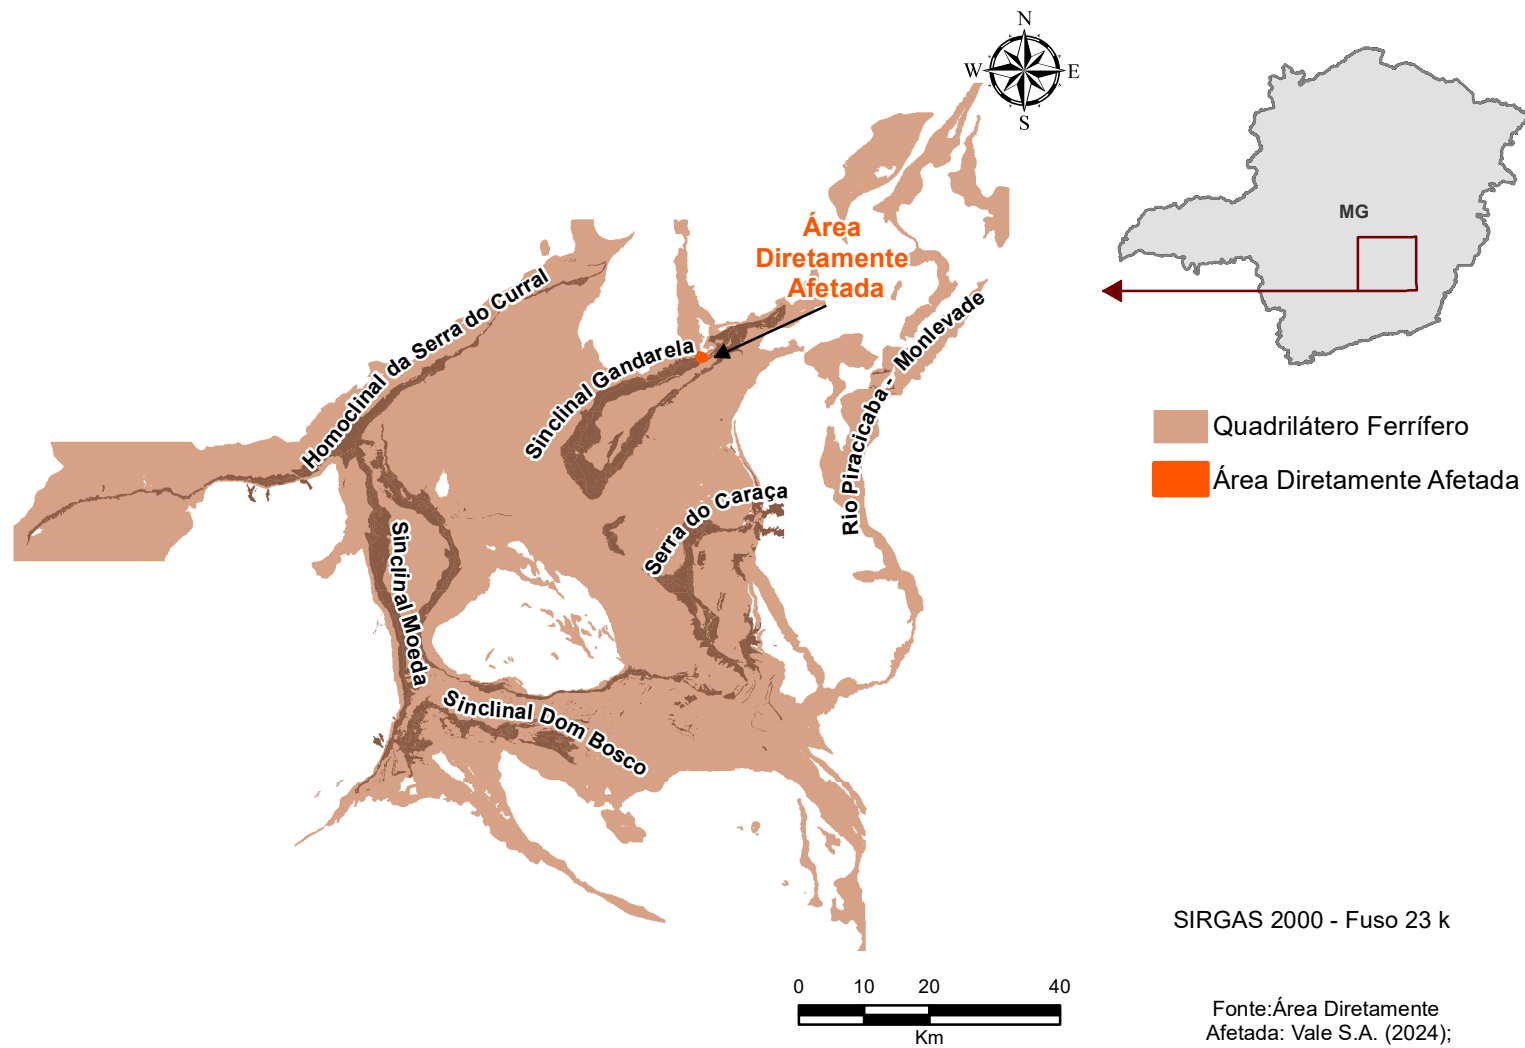 N
W E
S
MG
Área
Diretamente
Afetada
Homoclinal da Serra do Curral
Sinclinal Gandarela
Rio Piracicaba - Monlevade
Serra do Caraça
Sinclinal Moeda
Sinclinal Dom Bosco
Quadrilátero Ferrífero
Área Diretamente Afetada
SIRGAS 2000 - Fuso 23 k
0 10 20 40
Km
Fonte:Área Diretamente
Afetada: Vale S.A. (2024);